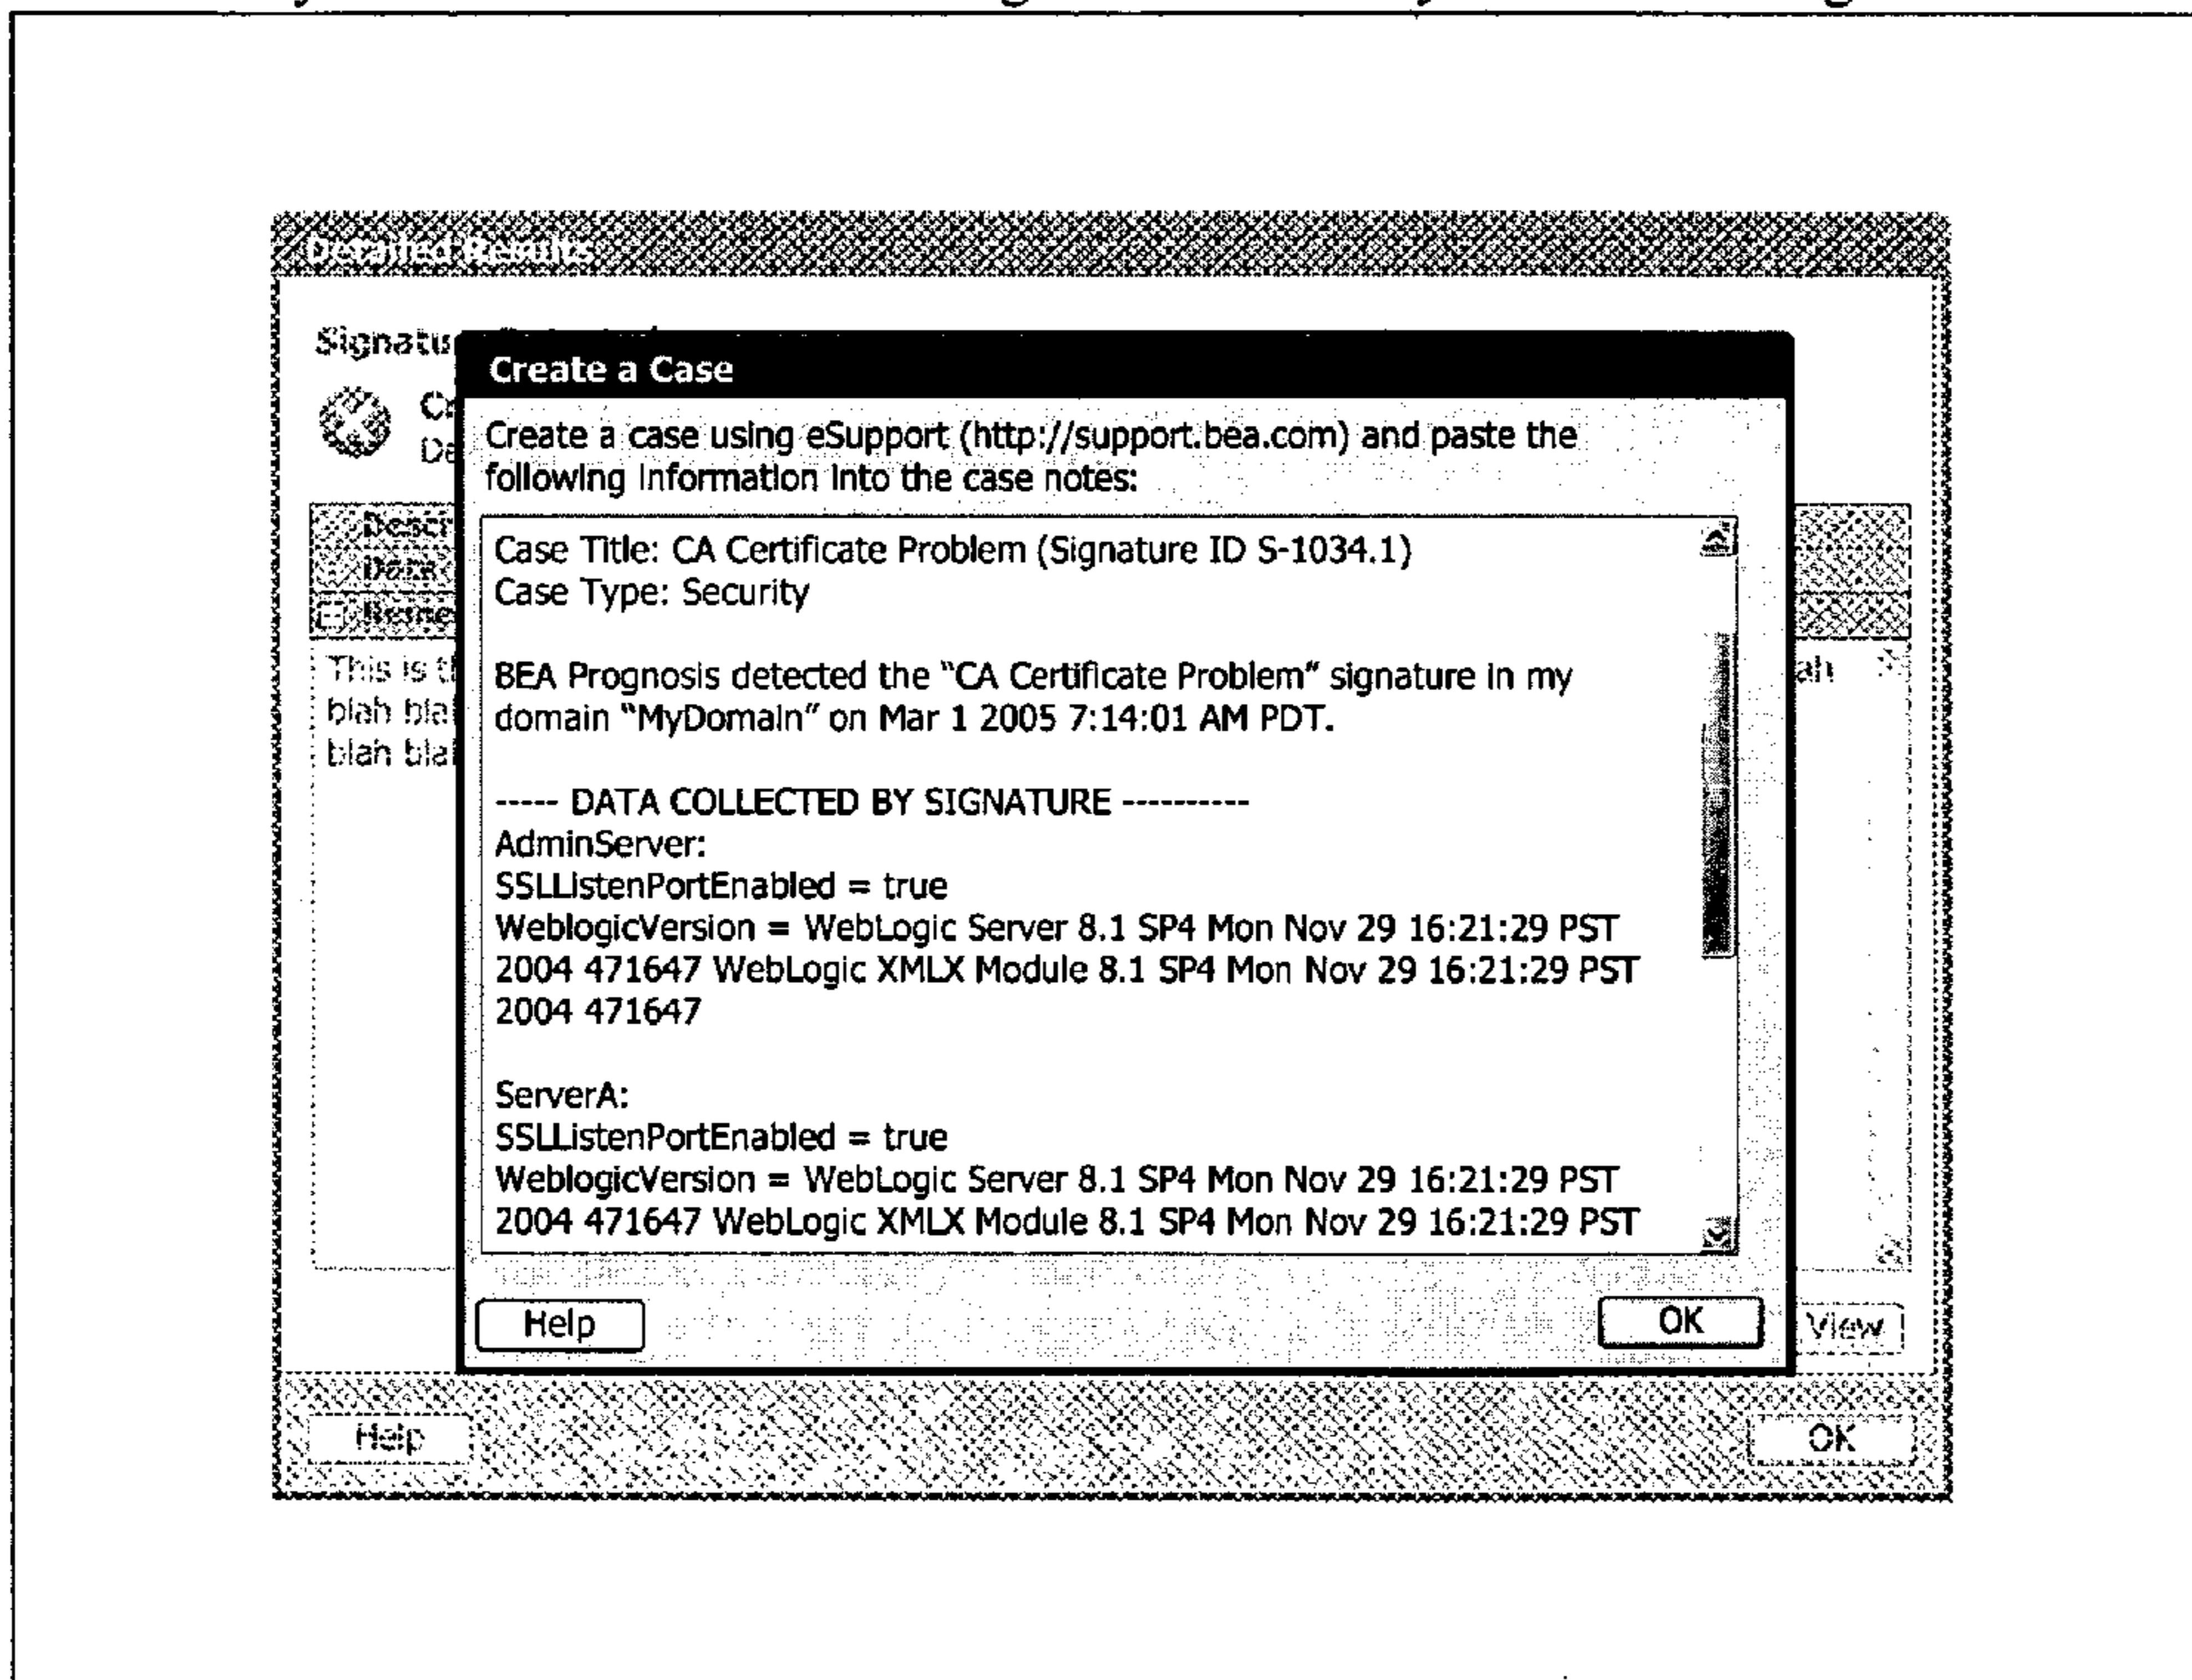 Detailed Results
Create a Case
Create a case using eSupport (http://support.bea.com) and paste the
following Information into the case notes:
Case Title: CA Certificate Problem (Signature ID S-1034.1)
Case Type: Security
BEA Prognosis detected the "CA Certificate Problem" signature in my
domain "MyDomain" on Mar 1 2005 7:14:01 AM PDT.
----- DATA COLLECTED BY SIGNATURE ----------
AdminServer:
SSLListenPortEnabled = true
WeblogicVersion = WebLogic Server 8.1 SP4 Mon Nov 29 16:21:29 PST
2004 471647 WebLogic XMLX Module 8.1 SP4 Mon Nov 29 16:21:29 PST
2004 471647
ServerA:
SSLListenPortEnabled = true
WeblogicVersion = WebLogic Server 8.1 SP4 Mon Nov 29 16:21:29 PST
2004 471647 WebLogic XMLX Module 8.1 SP4 Mon Nov 29 16:21:29 PST
This is
blah
blah
Help
OK
View
Help
OK